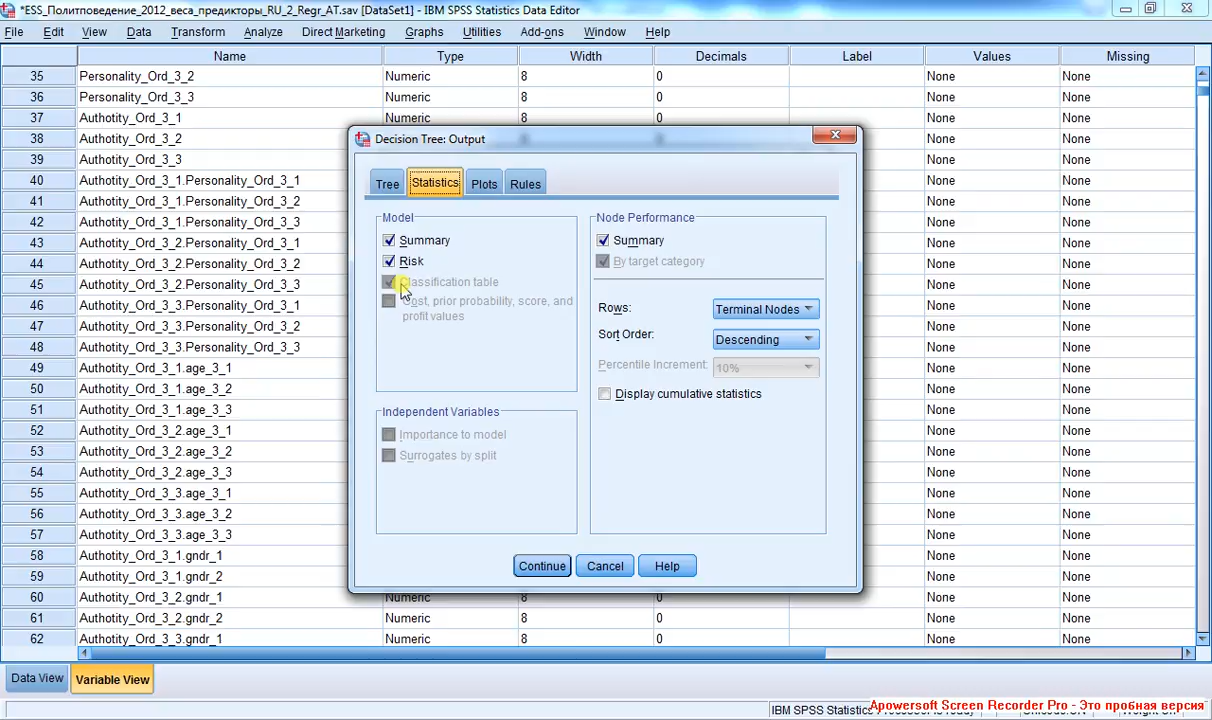 *ESS_Политповедение_2012_веса_предикторы_RU_2_Regr_AT.sav [DataSet1] - IBM SPSS Statistics Data Editor
File Edit View Data Transform Analyze Direct Marketing Graphs Utilities Add-ons Window Help
Name Type Width Decimals Label Values Missing
35 Personality_Ord_3_2 Numeric 8 0 None None
36 Personality_Ord_3_3 Numeric 8 0 None None
37 Authotity_Ord_3_1 Numeric 8 0 None None
38 Authotity_Ord_3_2 None None
39 Authotity_Ord_3_3 None None
40 Authotity_Ord_3_1.Personality_Ord_3_1 None None
41 Authotity_Ord_3_1.Personality_Ord_3_2 None None
42 Authotity_Ord_3_1.Personality_Ord_3_3 None None
43 Authotity_Ord_3_2.Personality_Ord_3_1 None None
44 Authotity_Ord_3_2.Personality_Ord_3_2 None None
45 Authotity_Ord_3_2.Personality_Ord_3_3 None None
46 Authotity_Ord_3_3.Personality_Ord_3_1 None None
47 Authotity_Ord_3_3.Personality_Ord_3_2 None None
48 Authotity_Ord_3_3.Personality_Ord_3_3 None None
49 Authotity_Ord_3_1.age_3_1 None None
50 Authotity_Ord_3_1.age_3_2 None None
51 Authotity_Ord_3_1.age_3_3 None None
52 Authotity_Ord_3_2.age_3_1 None None
53 Authotity_Ord_3_2.age_3_2 None None
54 Authotity_Ord_3_2.age_3_3 None None
55 Authotity_Ord_3_3.age_3_1 None None
56 Authotity_Ord_3_3.age_3_2 None None
57 Authotity_Ord_3_3.age_3_3 None None
58 Authotity_Ord_3_1.gndr_1 None None
59 Authotity_Ord_3_1.gndr_2 None None
60 Authotity_Ord_3_2.gndr_1 Numeric 8 0 None None
61 Authotity_Ord_3_2.gndr_2 Numeric 8 0 None None
62 Authotity_Ord_3_3.gndr_1 Numeric 8 0 None None
Decision Tree: Output
Tree Statistics Plots Rules
Model
Summary
Risk
Classification table
Cost, prior probability, score, and
profit values
Independent Variables
Importance to model
Surrogates by split
Node Performance
Summary
By target category
Rows: Terminal Nodes
Sort Order: Descending
Percentile Increment: 10%
Display cumulative statistics
Continue Cancel Help
Data View Variable View
IBM SPSS Statistics
Apowersoft Screen Recorder Pro - Это пробная версия